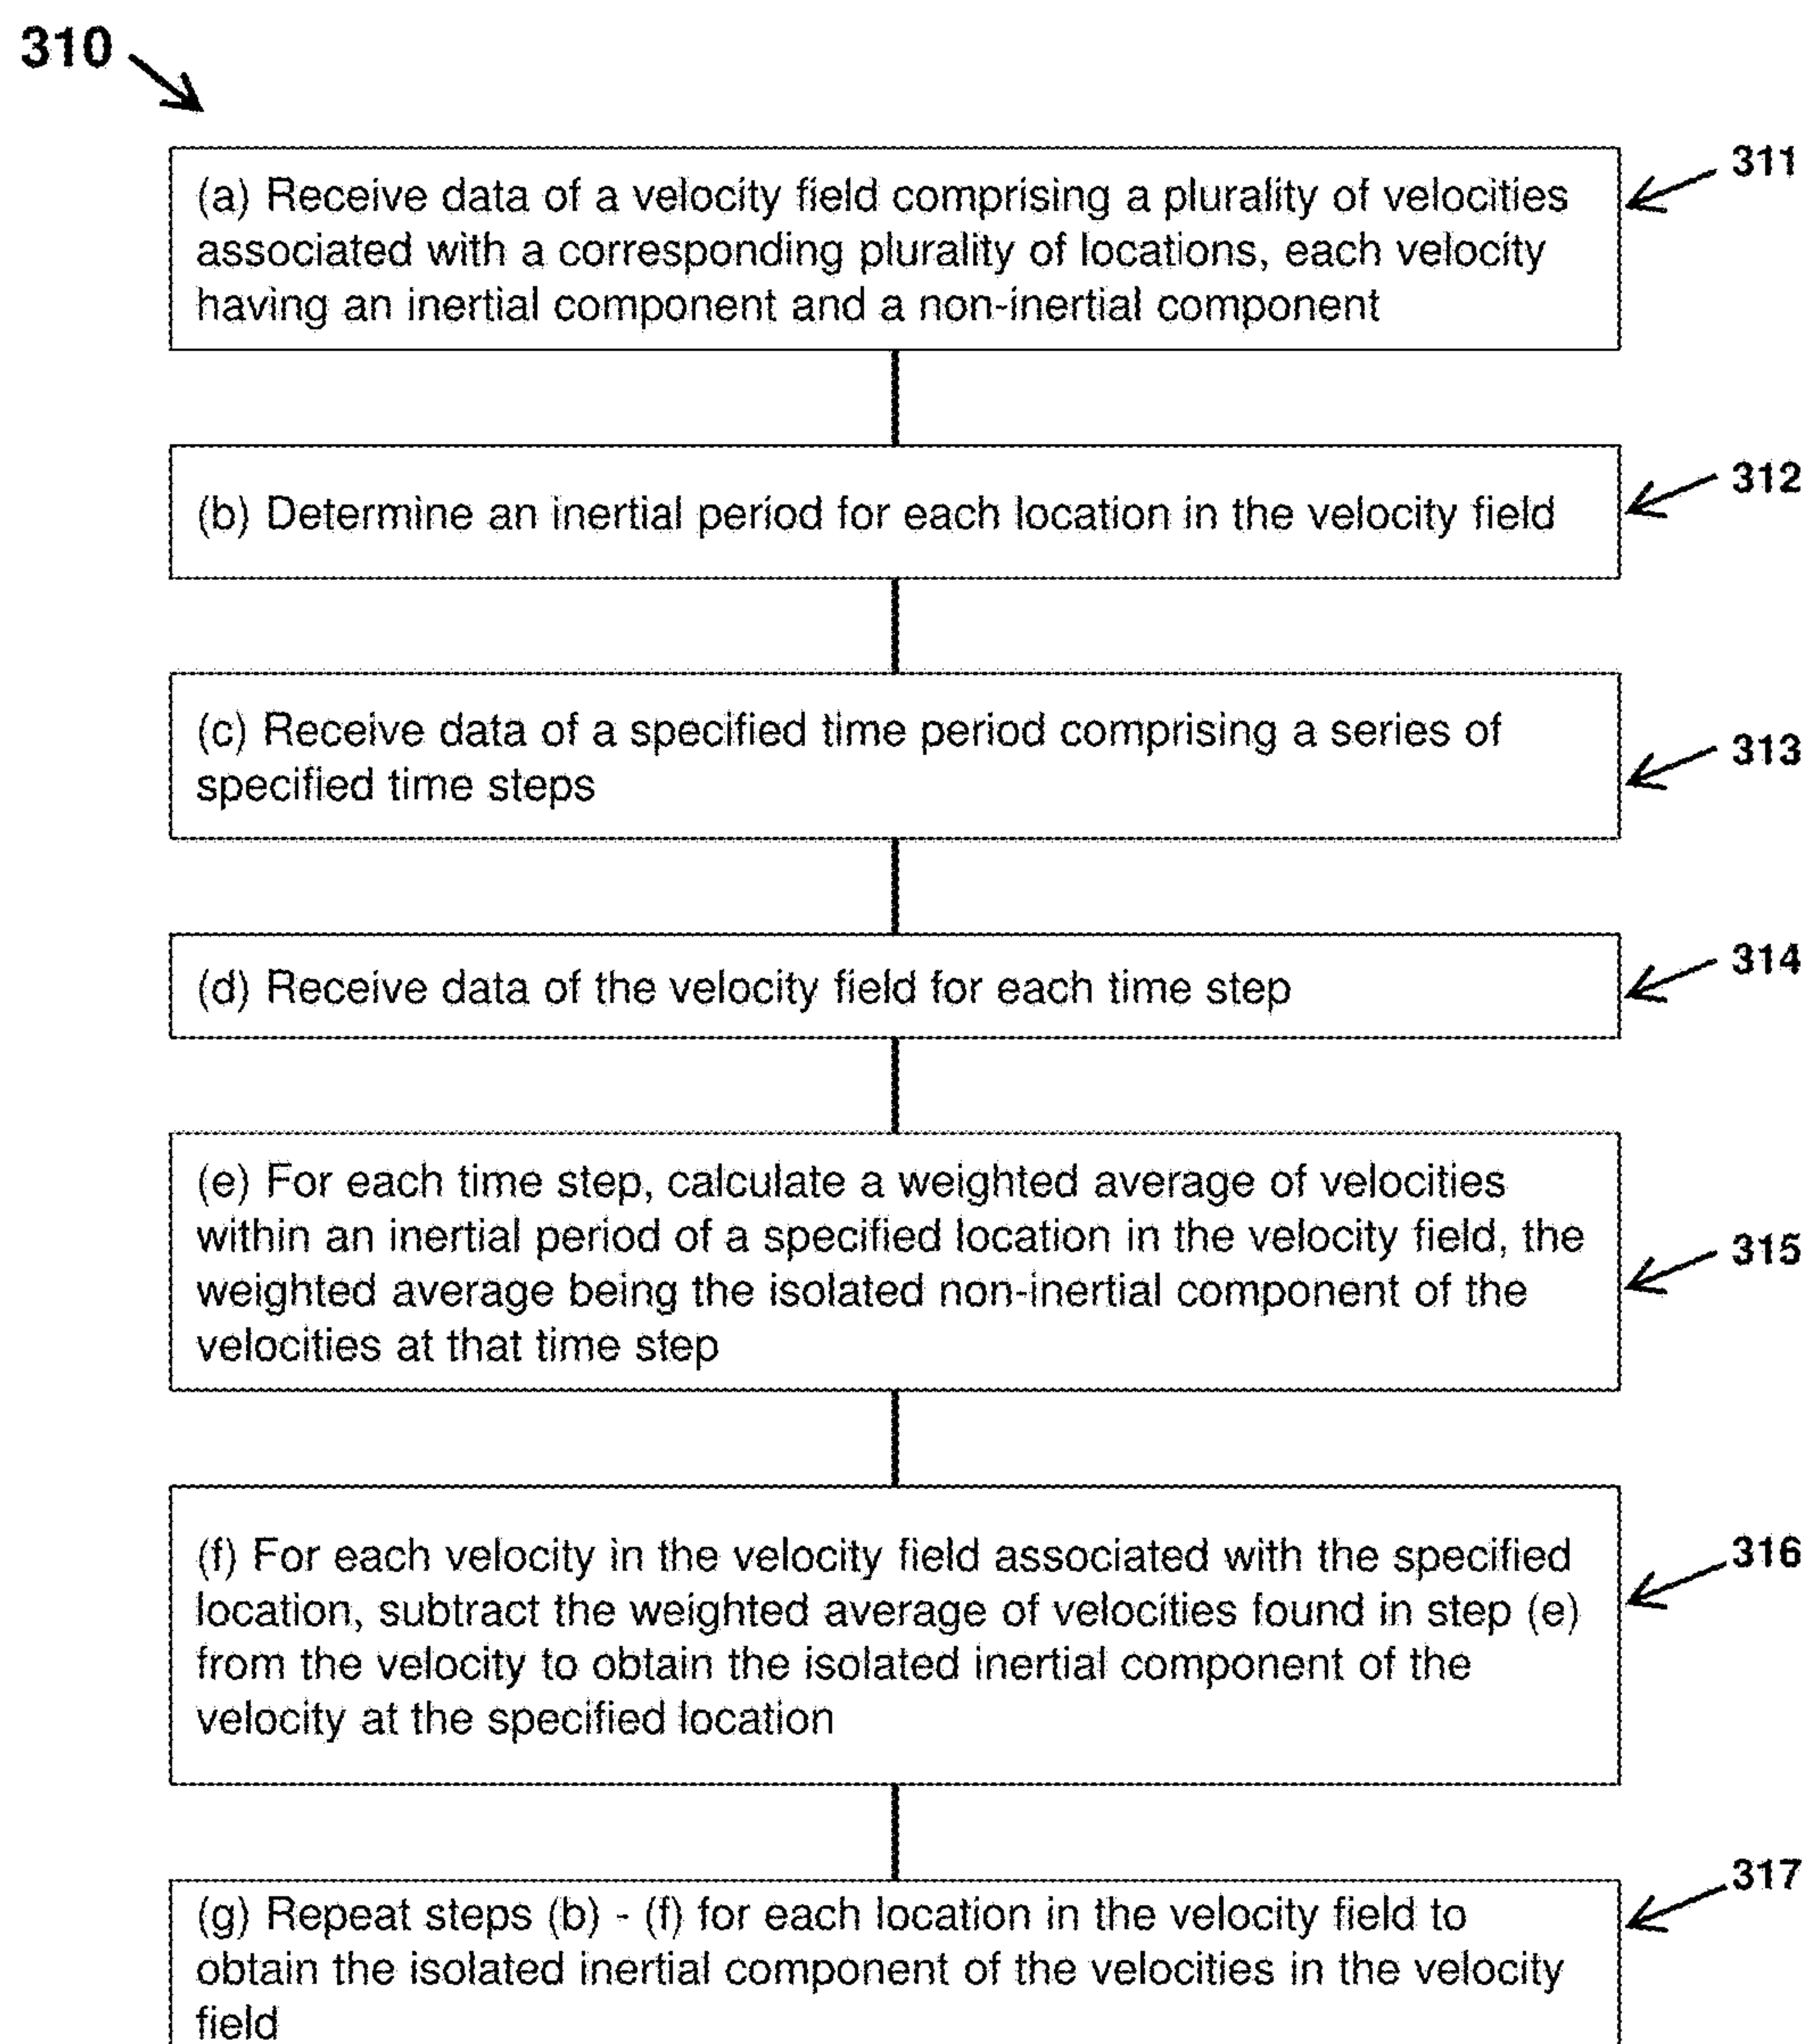 310
311
(a) Receive data of a velocity field comprising a plurality of velocities
associated with a corresponding plurality of locations, each velocity
having an inertial component and a non-inertial component
312
(b) Determine an inertial period for each location in the velocity field
313
(c) Receive data of a specified time period comprising a series of
specified time steps
314
(d) Receive data of the velocity field for each time step
315
(e) For each time step, calculate a weighted average of velocities
within an inertial period of a specified location in the velocity field, the
weighted average being the isolated non-inertial component of the
velocities at that time step
316
(f) For each velocity in the velocity field associated with the specified
location, subtract the weighted average of velocities found in step (e)
from the velocity to obtain the isolated inertial component of the
velocity at the specified location
317
(g) Repeat steps (b) - (f) for each location in the velocity field to
obtain the isolated inertial component of the velocities in the velocity
field